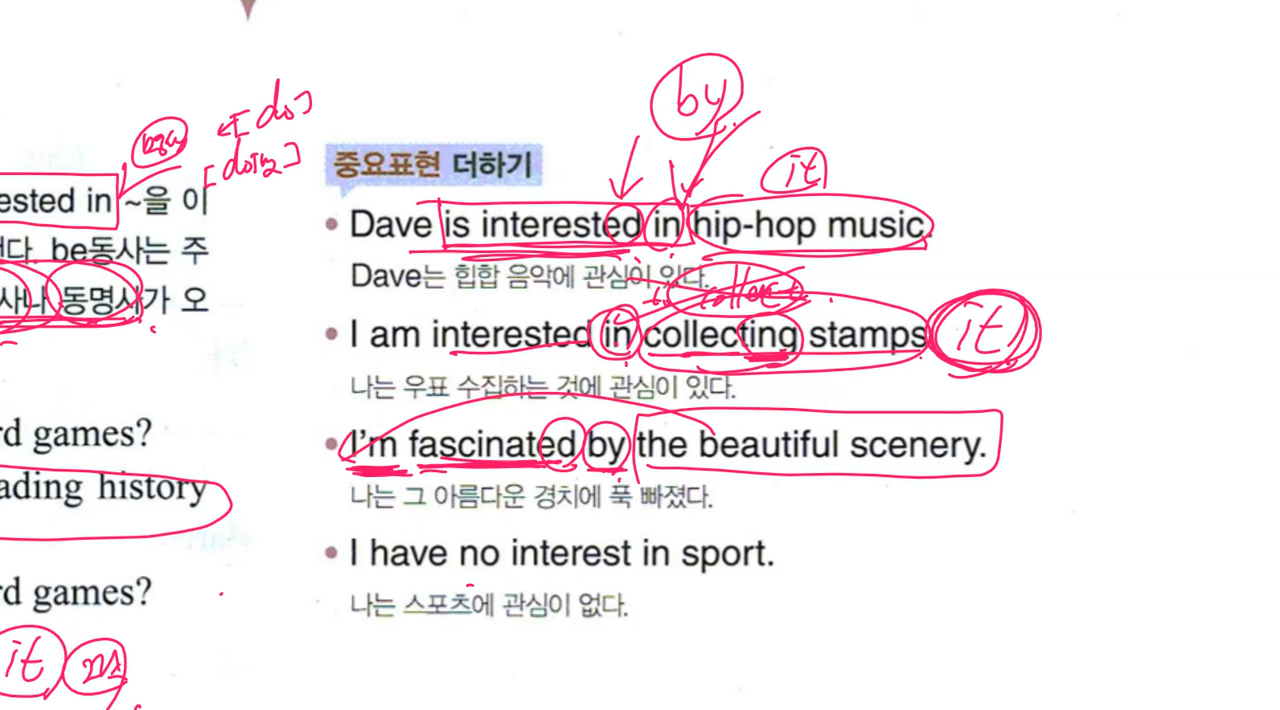 by
do
doing
중요표현 더하기
ested in ~을 이
it
• Dave is interested in hip-hop music.
다. be동사는 주
Dave는 힙합 음악에 관심이 있다.
collect
사나 동명사가 오
• I am interested in collecting stamps it
나는 우표 수집하는 것에 관심이 있다.
rd games?
• I'm fascinated by the beautiful scenery.
ading history
나는 그 아름다운 경치에 푹 빠졌다.
• I have no interest in sport.
rd games?
나는 스포츠에 관심이 없다.
it